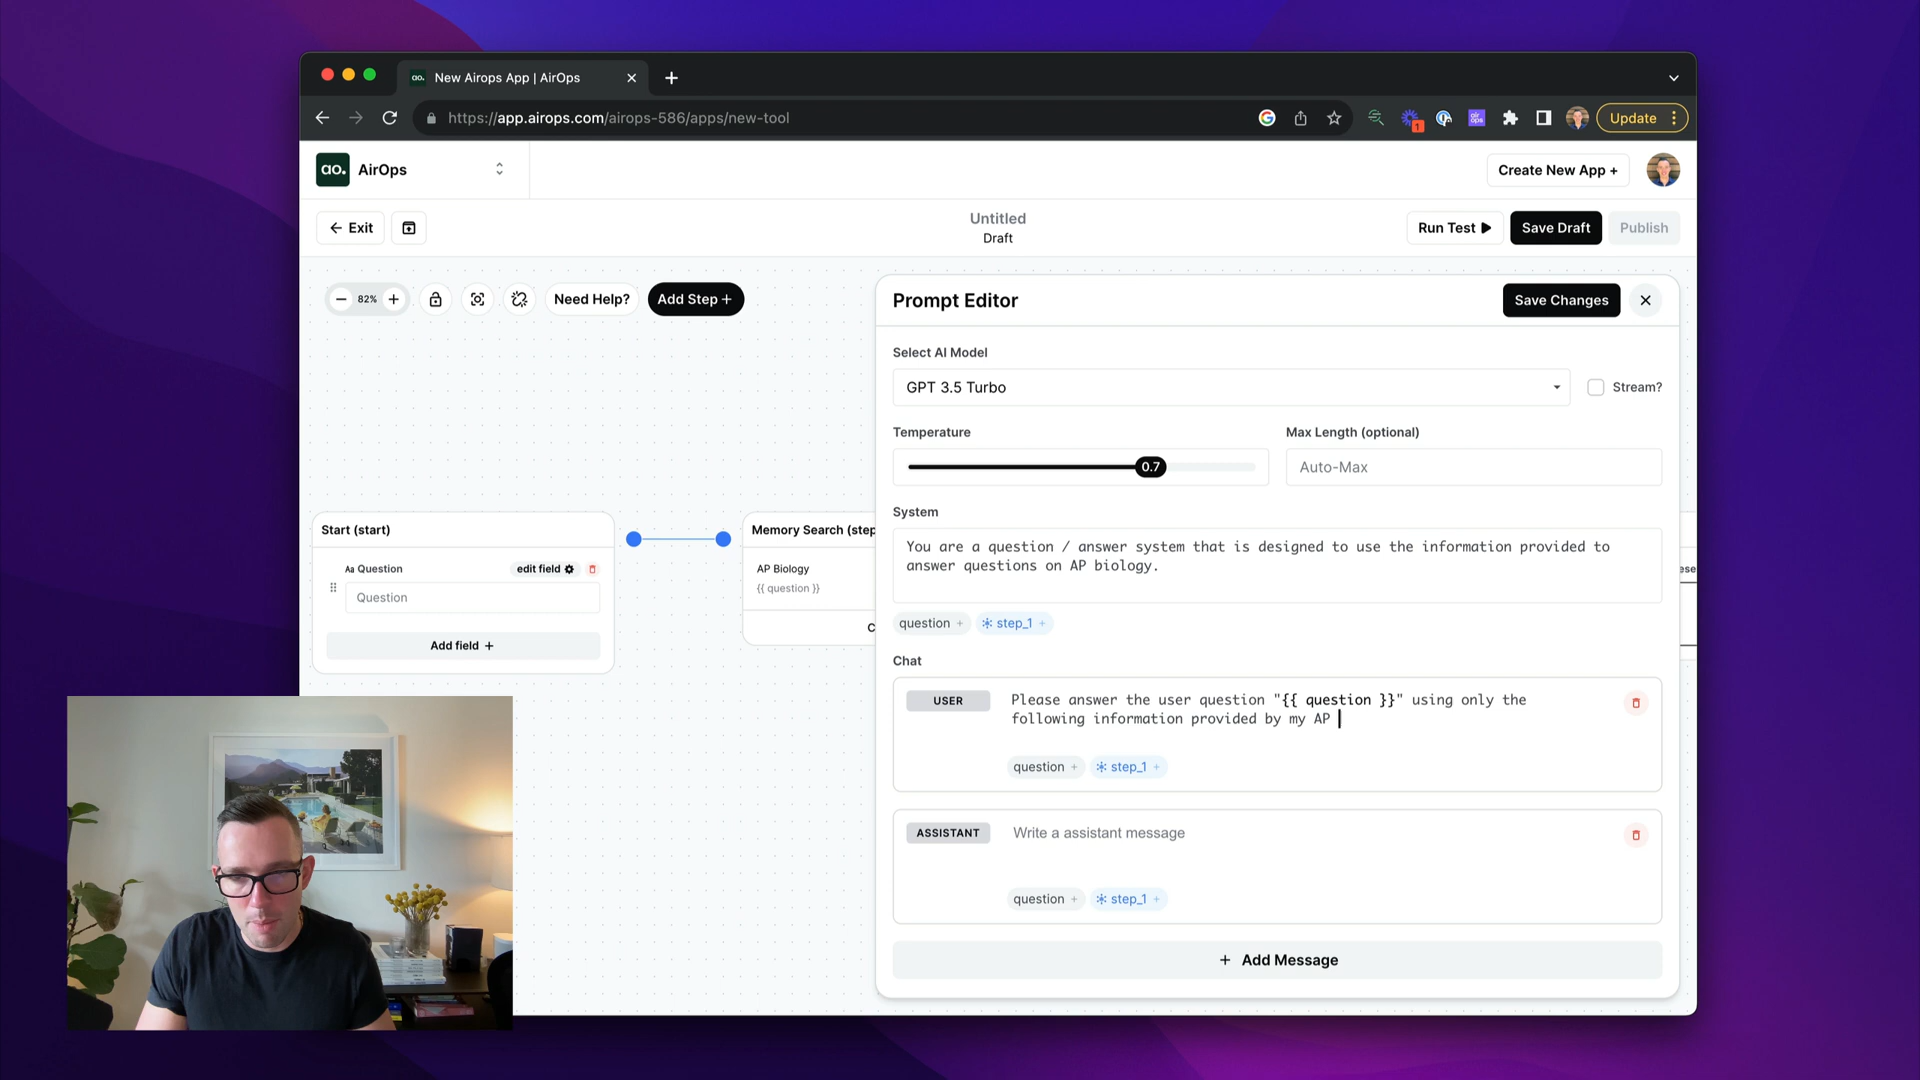 ao. New Airops App | AirOps
https://app.airops.com/airops-586/apps/new-tool
1
Update
ao. AirOps
Create New App +
Exit
Untitled
Draft
Run Test
Save Draft
Publish
82%
Need Help?
Add Step +
Prompt Editor
Save Changes
Select AI Model
GPT 3.5 Turbo
Stream?
Temperature
Max Length (optional)
0.7
Auto-Max
System
You are a question / answer system that is designed to use the information provided to
answer questions on AP biology.
question +
step_1 +
Start (start)
Aa Question
edit field
Question
Add field +
Memory Search (step
AP Biology
{{ question }}
C
ese
Chat
USER
Please answer the user question "{{ question }}" using only the
following information provided by my AP
question +
step_1 +
ASSISTANT
Write a assistant message
question +
step_1 +
+ Add Message